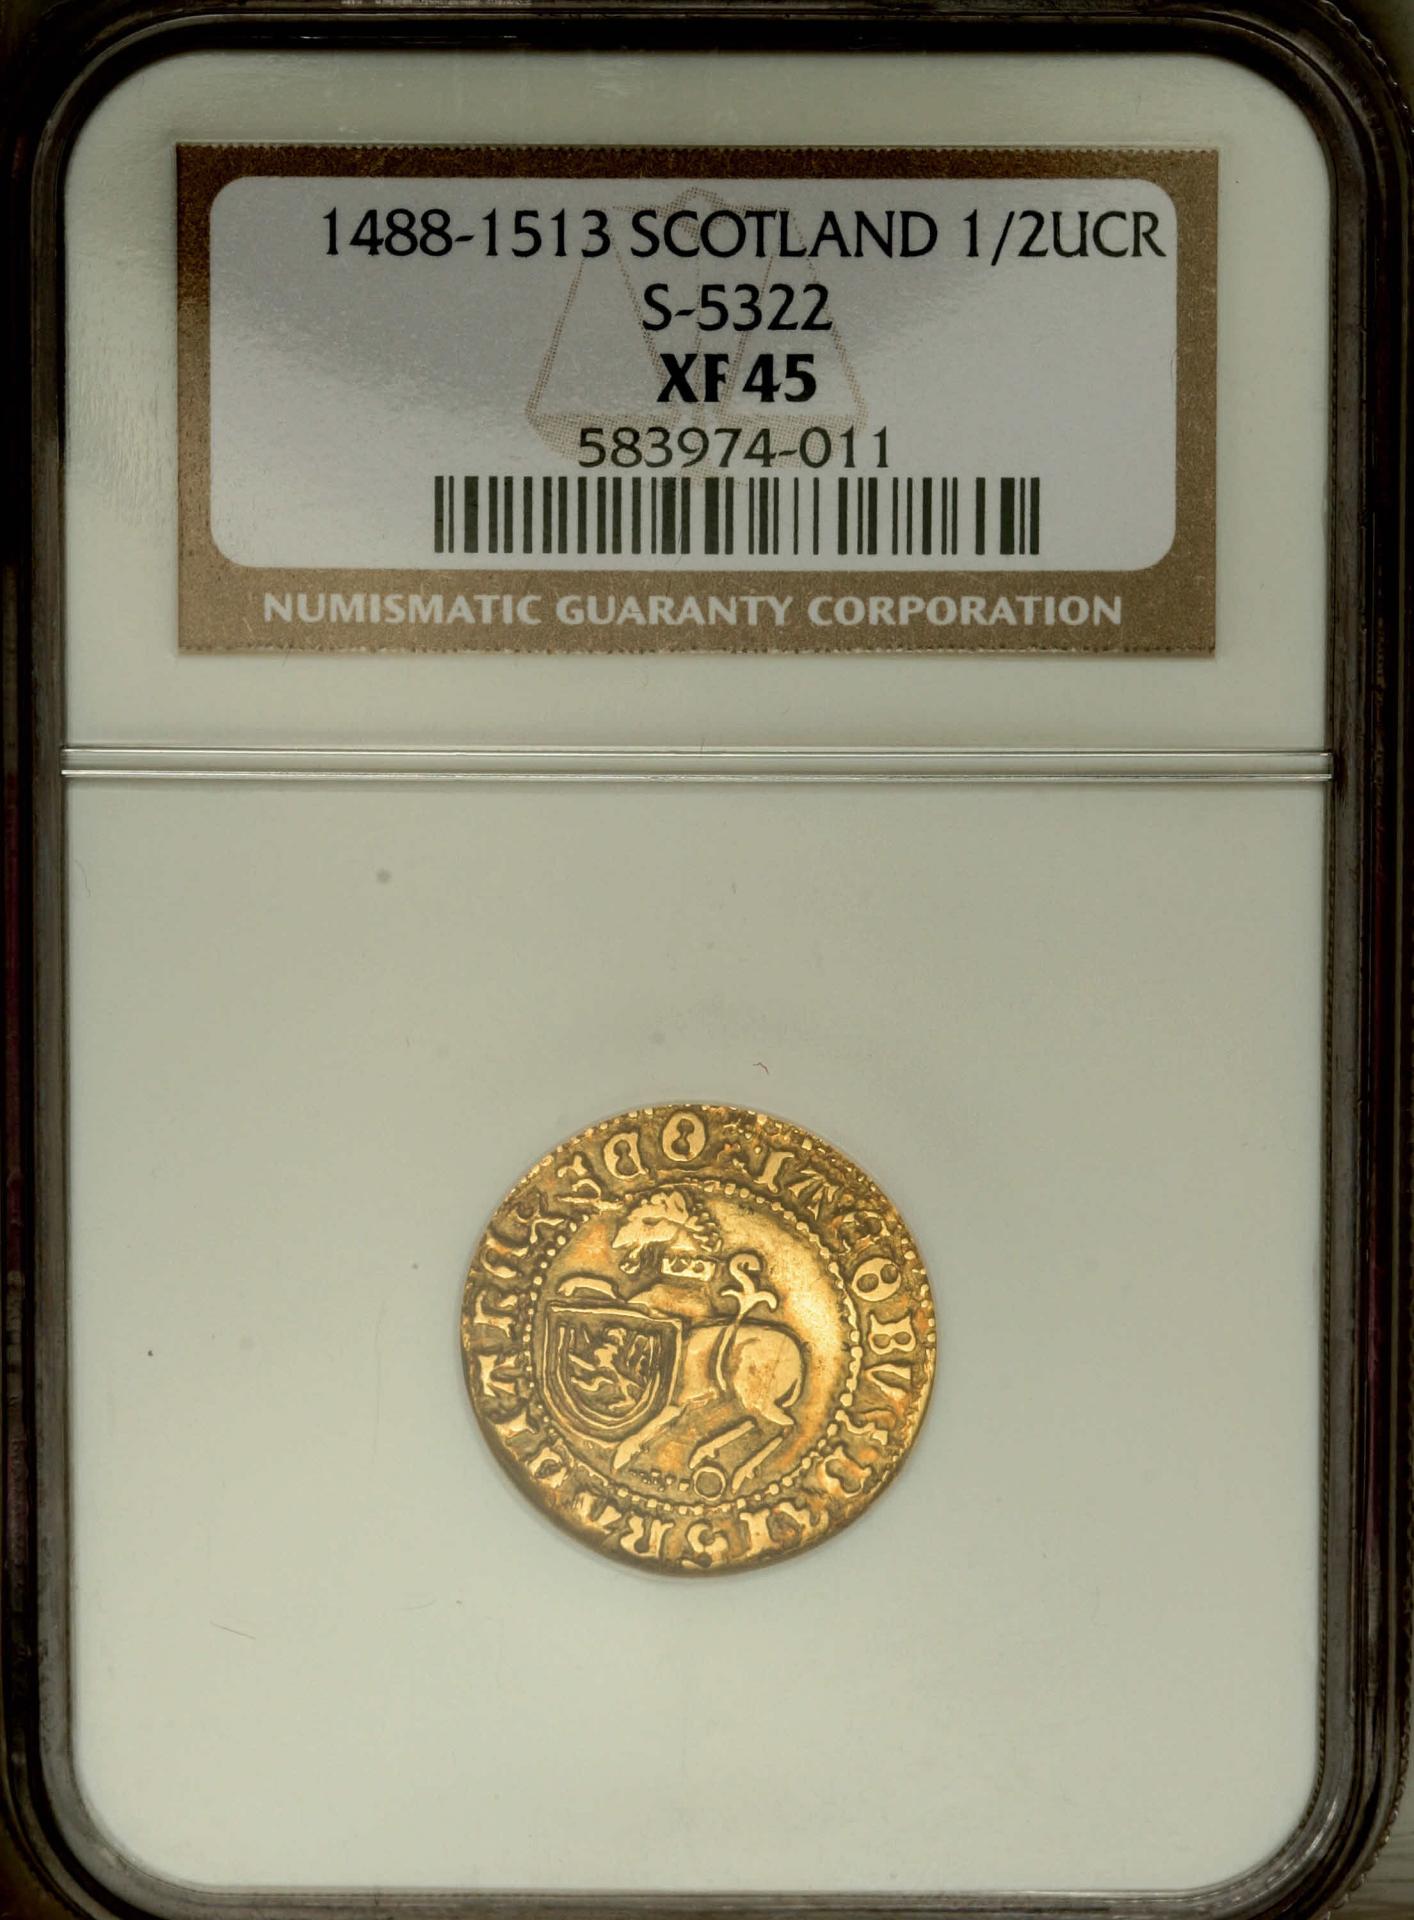 1488-1513 SCOTLAND 1/2UCR
S-5322
XF 45
583974-011
NUMISMATIC GUARANTY CORPORATION